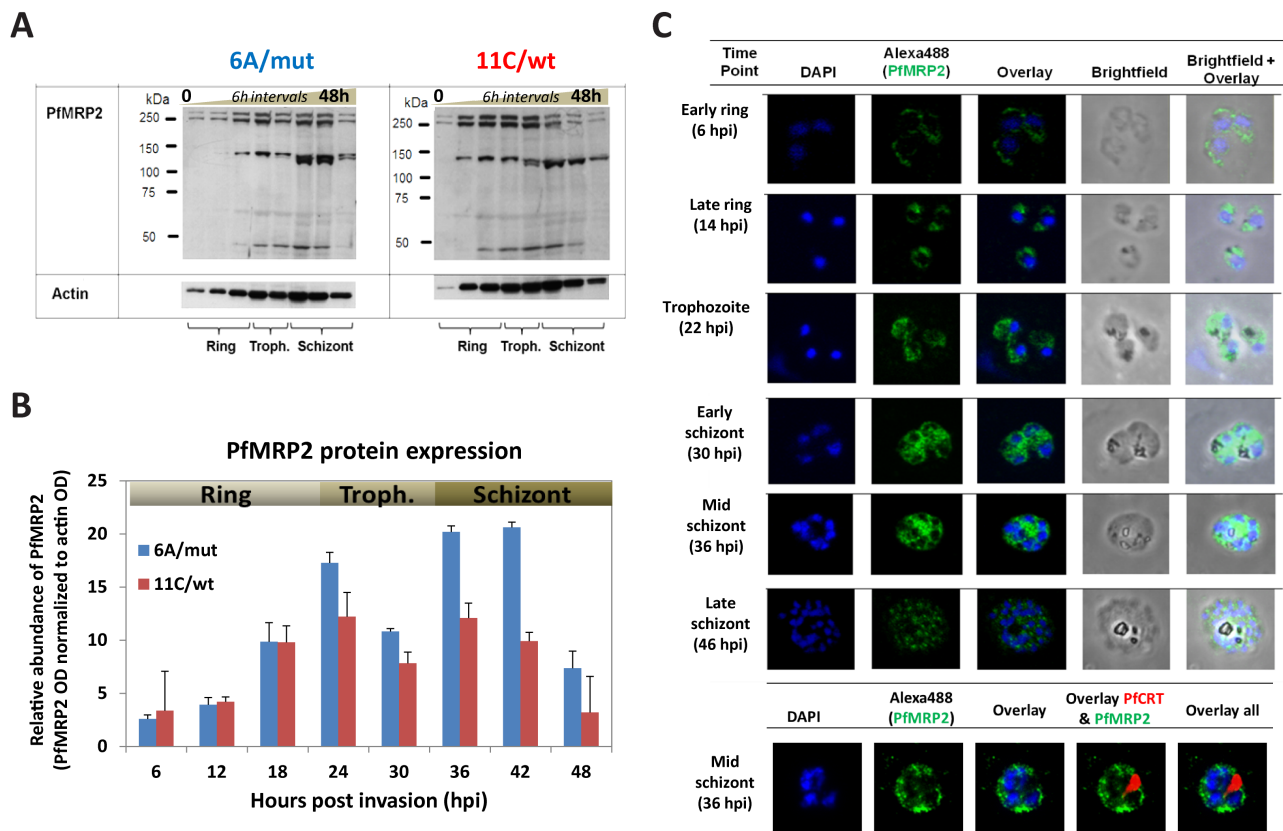 A
6A/mut
11C/wt
PfMRP2
kDa
0 6h intervals 48h
250
150
100
75
50
kDa
0 6h intervals 48h
250
150
100
75
50
Actin
Ring Troph. Schizont
Ring Troph. Schizont
B
PfMRP2 protein expression
Relative abundance of PfMRP2
(PfMRP2 OD normalized to actin OD)
25
20
15
10
5
0
Ring Troph. Schizont
6A/mut
11C/wt
6 12 18 24 30 36 42 48
Hours post invasion (hpi)
C
Time
Point
DAPI
Alexa488
(PfMRP2)
Overlay
Brightfield
Brightfield +
Overlay
Early ring
(6 hpi)
Late ring
(14 hpi)
Trophozoite
(22 hpi)
Early
schizont
(30 hpi)
Mid
schizont
(36 hpi)
Late
schizont
(46 hpi)
DAPI
Alexa488
(PfMRP2)
Overlay
Overlay PfCRT
& PfMRP2
Overlay all
Mid
schizont
(36 hpi)